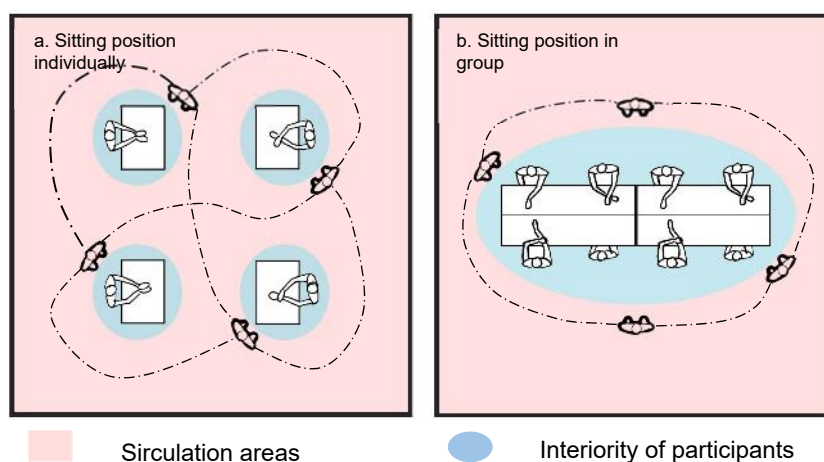 a. Sitting position
individually
b. Sitting position in
group
Sirculation areas
Interiority of participants